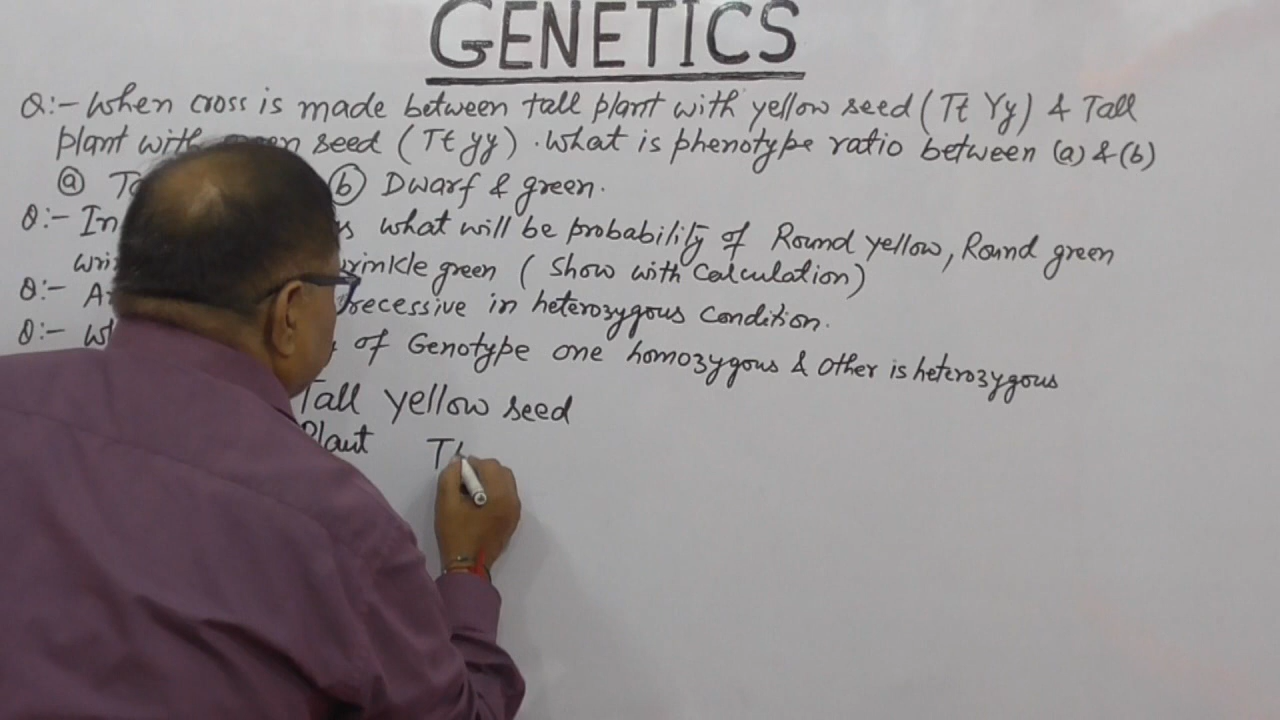 GENETICS
Q:- When cross is made between tall plant with yellow seed (Tt Yy) & Tall
plant with seed (Tt yy). What is phenotype ratio between (a) & (b)
(a) (b) Dwarf & green.
Q:- In what will be probability of Round yellow, Round green
green (Show with Calculation)
Q:- recessive in heterozygous Condition.
Q:- of Genotype one homozygous & other is heterozygous
Tall yellow seed
Plant T